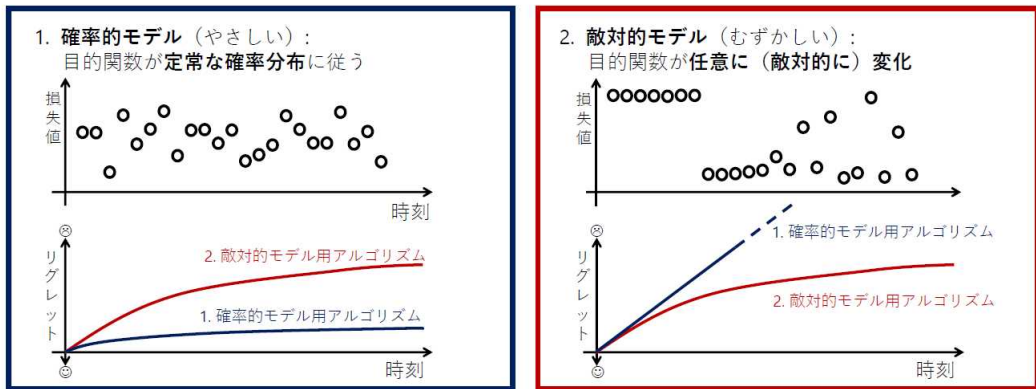 1. 確率的モデル（やさしい）:
目的関数が定常な確率分布に従う
損失値
時刻
リグレット
2. 敵対的モデル用アルゴリズム
1. 確率的モデル用アルゴリズム
時刻
2. 敵対的モデル（むずかしい）:
目的関数が任意に（敵対的に）変化
損失値
時刻
リグレット
1. 確率的モデル用アルゴリズム
2. 敵対的モデル用アルゴリズム
時刻